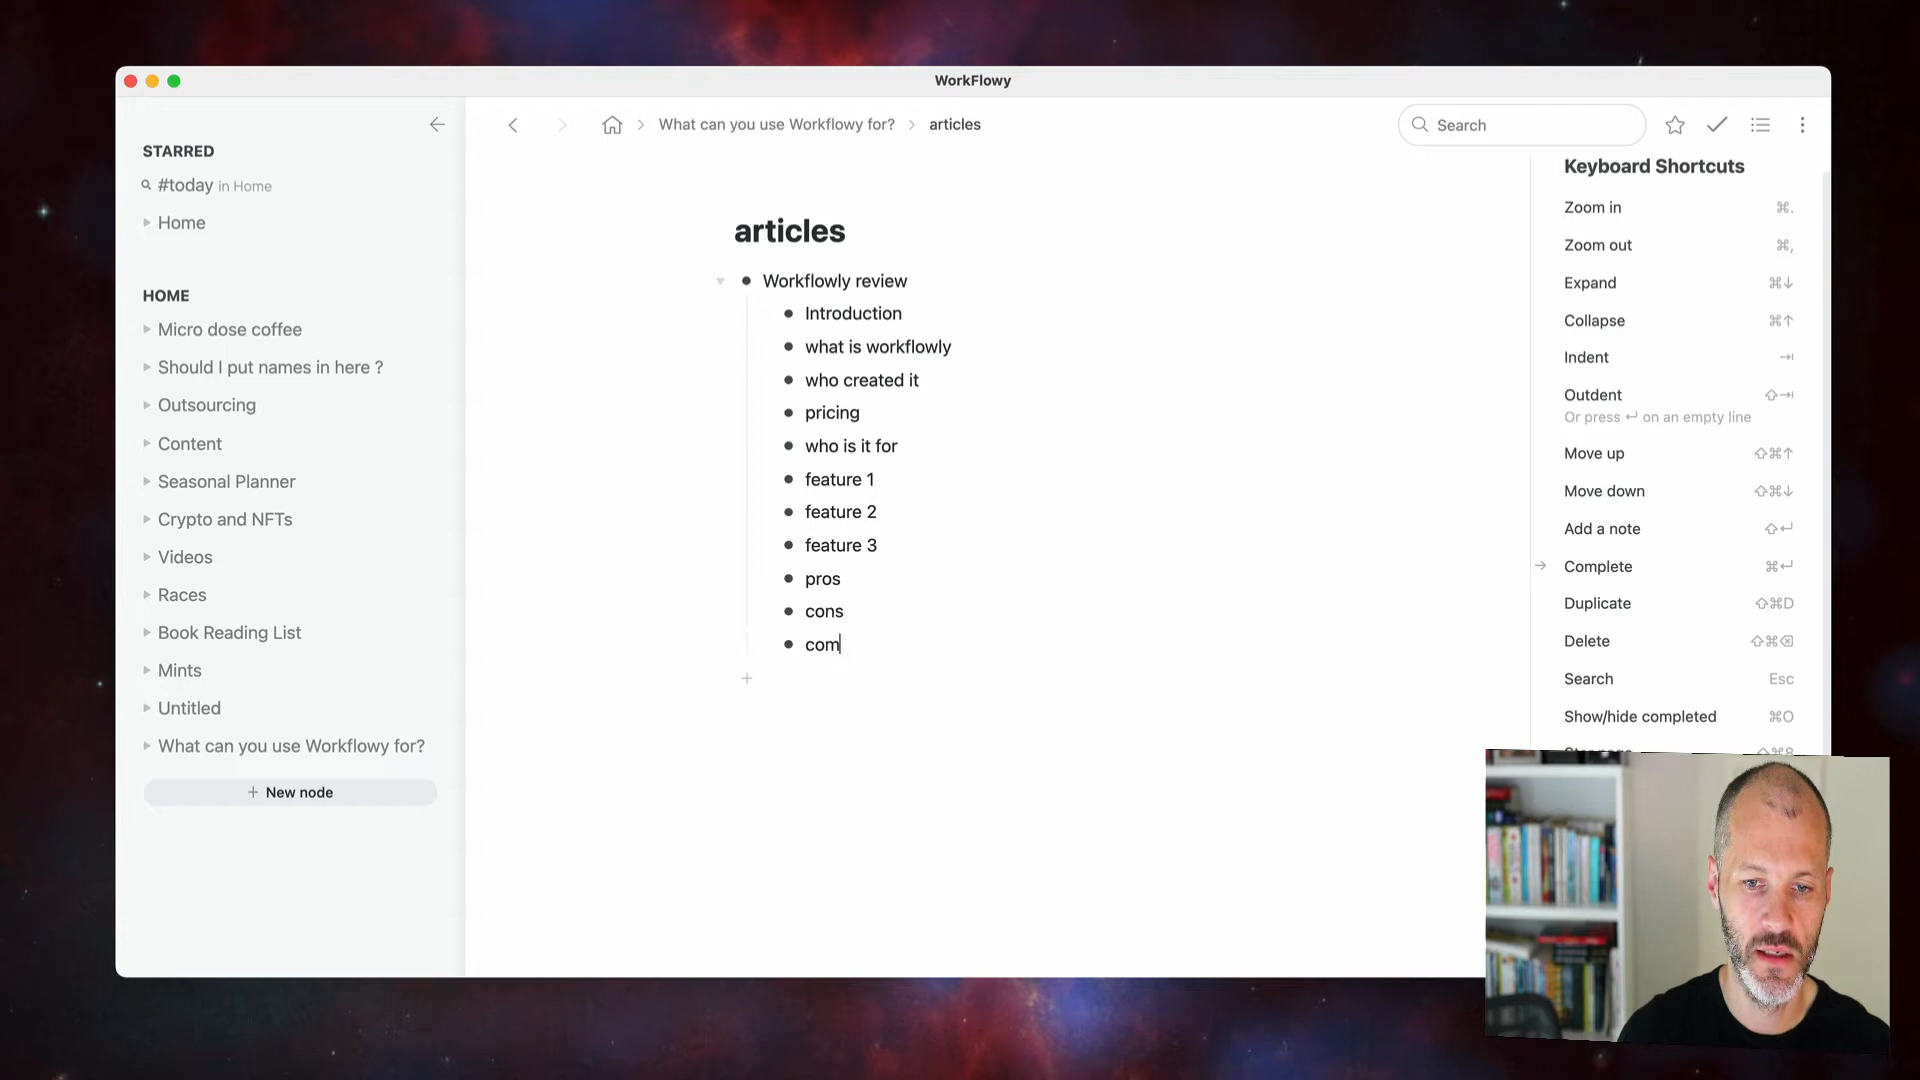 WorkFlowy
STARRED
#today in Home
Home
HOME
Micro dose coffee
Should I put names in here ?
Outsourcing
Content
Seasonal Planner
Crypto and NFTs
Videos
Races
Book Reading List
Mints
Untitled
What can you use Workflowy for?
+ New node
What can you use Workflowy for? > articles
Search
articles
Workflowly review
Introduction
what is workflowly
who created it
pricing
who is it for
feature 1
feature 2
feature 3
pros
cons
com
Keyboard Shortcuts
Zoom in ⌘.
Zoom out ⌘,
Expand ⌘↓
Collapse ⌘↑
Indent ⇥
Outdent ⇧⇥
Or press ↵ on an empty line
Move up ⇧⌘↑
Move down ⇧⌘↓
Add a note ⇧↵
Complete ⌘↵
Duplicate ⇧⌘D
Delete ⇧⌘⌫
Search Esc
Show/hide completed ⌘O